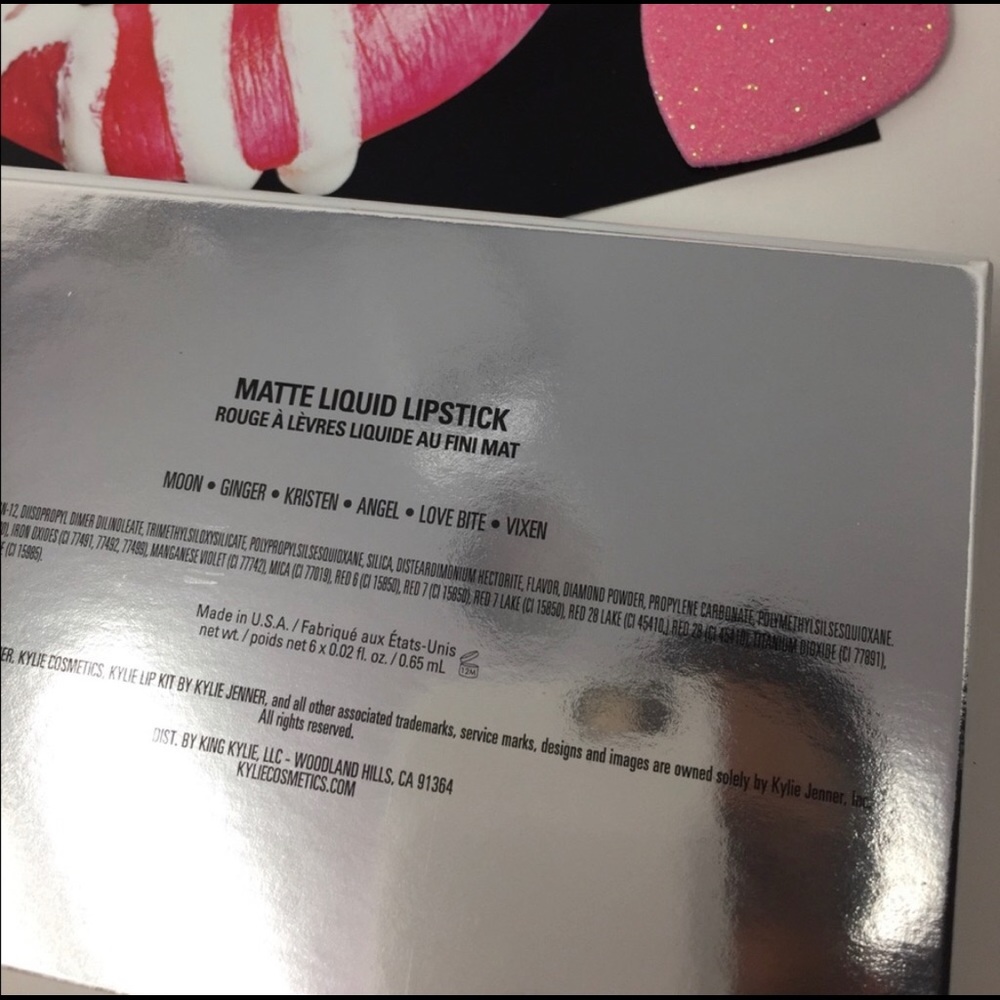 MATTE LIQUID LIPSTICK
ROUGE À LÈVRES LIQUIDE AU FINI MAT
MOON • GINGER • KRISTEN • ANGEL • LOVE BITE • VIXEN
N-12, DIISOPROPYL DIMER DILINOLEATE, TRIMETHYLSILOXYSILICATE, POLYPROPYLSILSESQUIOXANE, SILICA, DISTEARDIMONIUM HECTORITE, FLAVOR, DIAMOND POWDER, PROPYLENE CARBONATE, POLYMETHYLSILSESQUIOXANE.
IRON OXIDES (CI 77491, 77492, 77499), MANGANESE VIOLET (CI 77742), MICA (CI 77019), RED 6 (CI 15850), RED 7 (CI 15850), RED 7 LAKE (CI 15850), RED 28 LAKE (CI 45410,) RED 28 (CI 45410), TITANIUM DIOXIDE (CI 77891),
(CI 15985).
Made in U.S.A. / Fabriqué aux États-Unis
net wt. / poids net 6 x 0.02 fl. oz. / 0.65 mL
12M
ER, KYLIE COSMETICS, KYLIE LIP KIT BY KYLIE JENNER, and all other associated trademarks, service marks, designs and images are owned solely by Kylie Jenner, Inc.
All rights reserved.
DIST. BY KING KYLIE, LLC - WOODLAND HILLS, CA 91364
KYLIECOSMETICS.COM